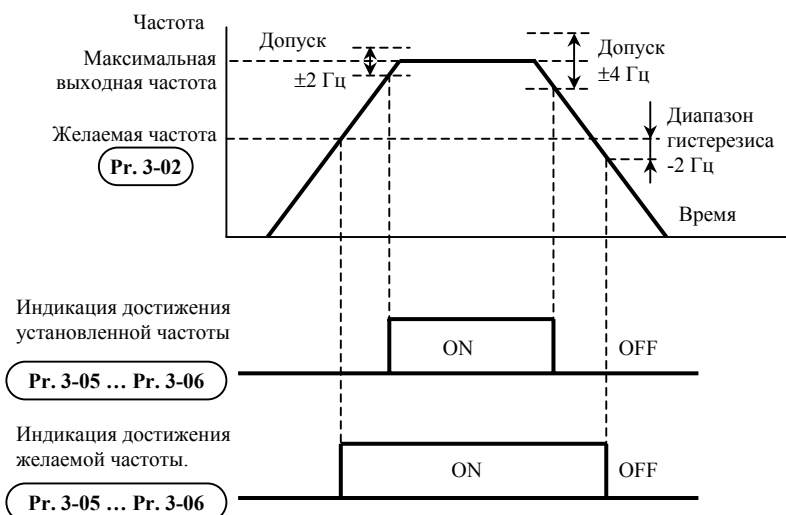 Частота
Допуск
±2 Гц
Допуск
±4 Гц
Максимальная
выходная частота
Желаемая частота
Pr. 3-02
Диапазон
гистерезиса
-2 Гц
Время
Индикация достижения
установленной частоты
Pr. 3-05 … Pr. 3-06
ON
OFF
Индикация достижения
желаемой частоты.
Pr. 3-05 … Pr. 3-06
ON
OFF